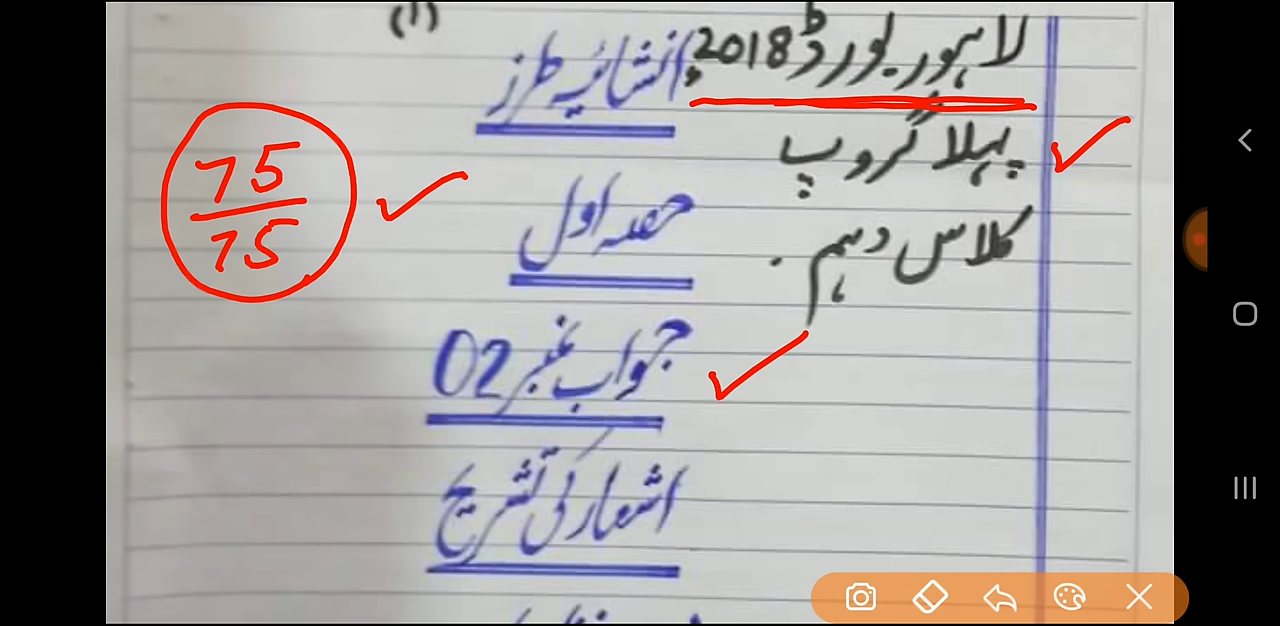 (1)
لاہور بورڈ 2018ء
انشائیہ طرز
پہلا گروپ
75
75
حصہ اول
کلاس دہم.
جواب نمبر 02
اشعار کی تشریح